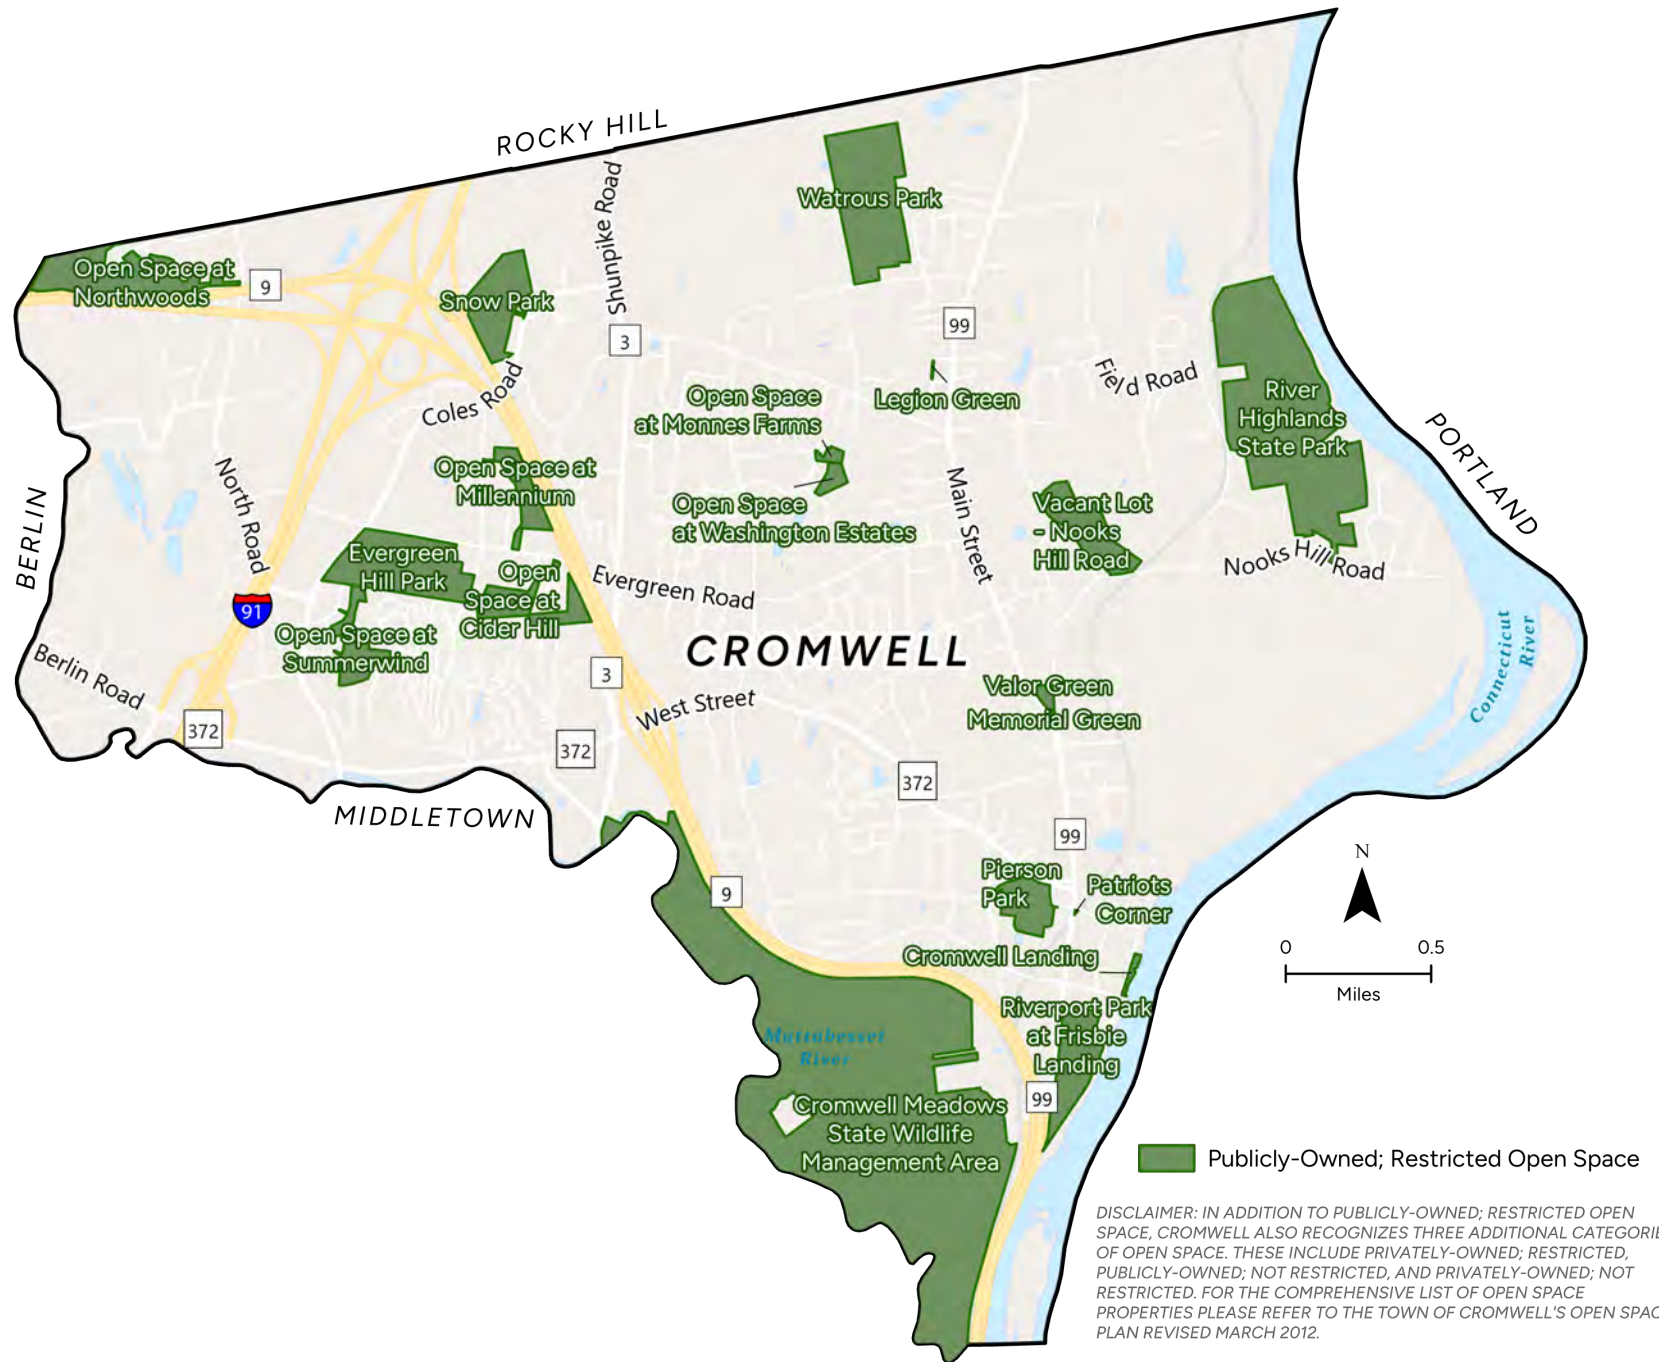 ROCKY HILL
Shunpike Road
Watrous Park
Open Space at
Northwoods
9
Snow Park
3
99
Legion Green
Field Road
River
Highlands
State Park
PORTLAND
Coles Road
Open Space
at Monnes Farms
Open Space at
Millennium
North Road
BERLIN
Open Space
at Washington Estates
Main Street
Vacant Lot
- Nooks
Hill Road
Nooks Hill Road
Evergreen
Hill Park
Open
Space at
Cider Hill
Evergreen Road
91
Open Space at
Summerwind
CROMWELL
Connecticut
River
Berlin Road
3
West Street
Valor Green
Memorial Green
372
372
372
MIDDLETOWN
99
N
Pierson
Park
Patriots
Corner
9
0 0.5
Miles
Cromwell Landing
Riverport Park
at Frisbie
Landing
Mattabesset
River
99
Cromwell Meadows
State Wildlife
Management Area
Publicly-Owned; Restricted Open Space
DISCLAIMER: IN ADDITION TO PUBLICLY-OWNED; RESTRICTED OPEN
SPACE, CROMWELL ALSO RECOGNIZES THREE ADDITIONAL CATEGORIE
OF OPEN SPACE. THESE INCLUDE PRIVATELY-OWNED; RESTRICTED,
PUBLICLY-OWNED; NOT RESTRICTED, AND PRIVATELY-OWNED; NOT
RESTRICTED. FOR THE COMPREHENSIVE LIST OF OPEN SPACE
PROPERTIES PLEASE REFER TO THE TOWN OF CROMWELL'S OPEN SPAC
PLAN REVISED MARCH 2012.